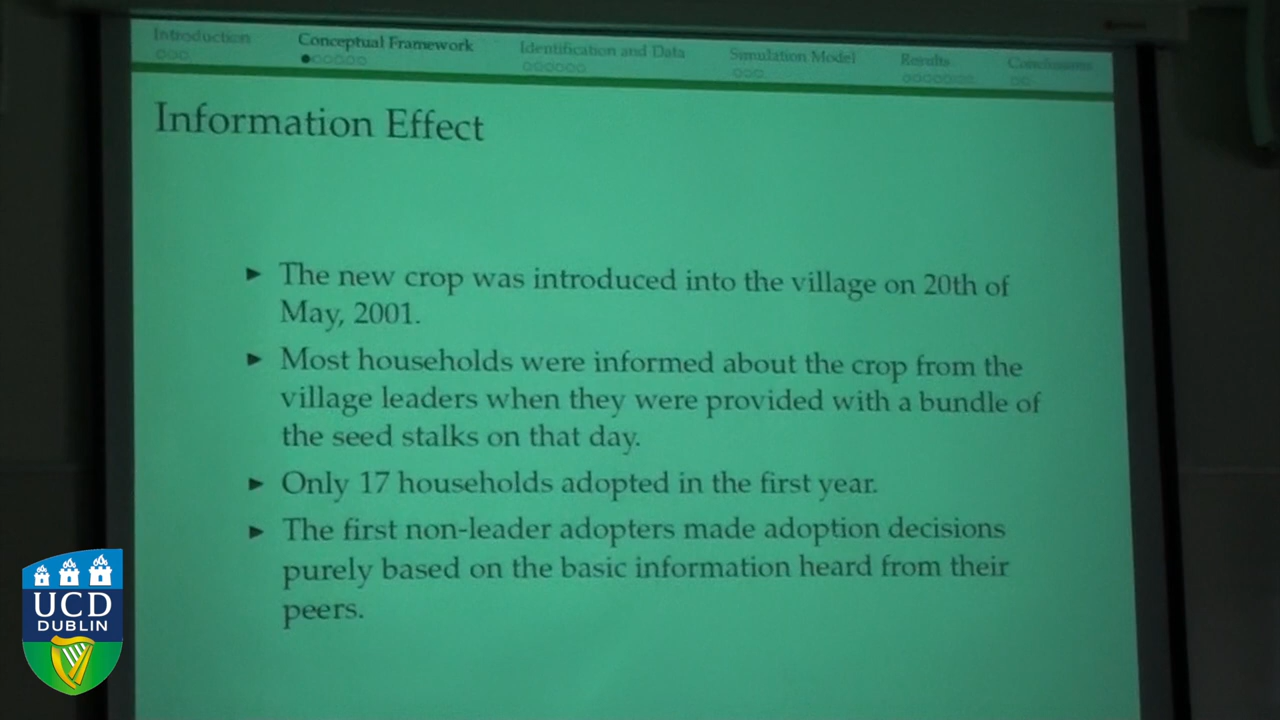 Introduction
Conceptual Framework
Identification and Data
Simulation Model
Results
Conclusions
Information Effect
The new crop was introduced into the village on 20th of
May, 2001.
Most households were informed about the crop from the
village leaders when they were provided with a bundle of
the seed stalks on that day.
Only 17 households adopted in the first year.
The first non-leader adopters made adoption decisions
purely based on the basic information heard from their
peers.
UCD
DUBLIN